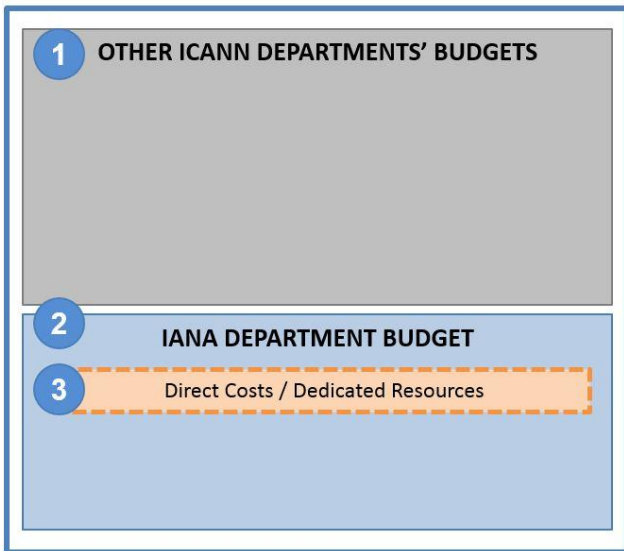 1 OTHER ICANN DEPARTMENTS’ BUDGETS
2
IANA DEPARTMENT BUDGET
3 Direct Costs / Dedicated Resources